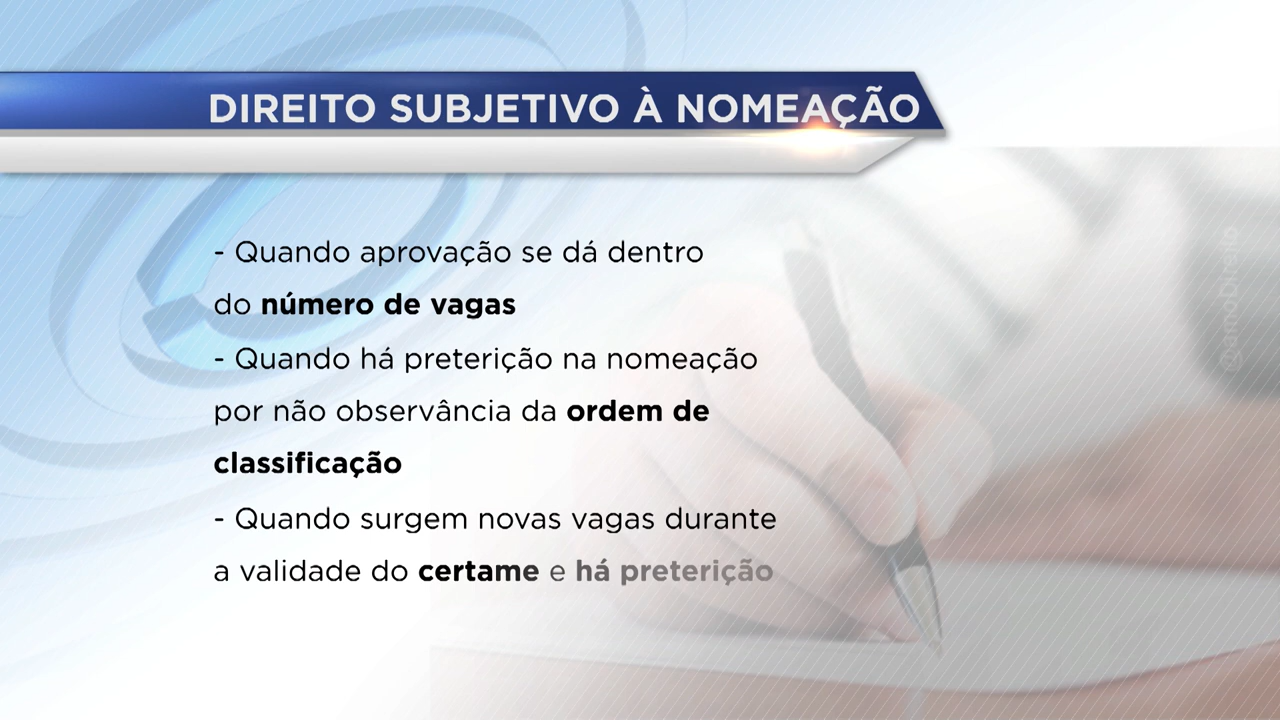 DIREITO SUBJETIVO À NOMEAÇÃO
- Quando aprovação se dá dentro
do número de vagas
- Quando há preterição na nomeação
por não observância da ordem de
classificação
- Quando surgem novas vagas durante
a validade do certame e há preterição
@amoDireito